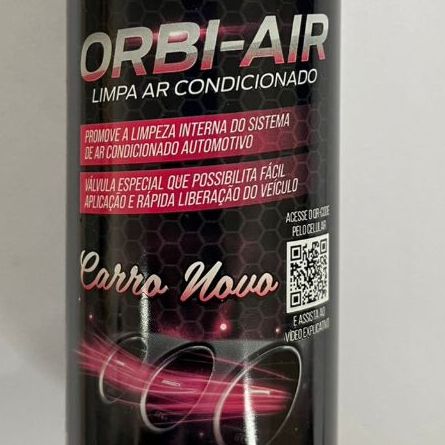 ORBI-AIR
LIMPA AR CONDICIONADO
PROMOVE A LIMPEZA INTERNA DO SISTEMA
DE AR CONDICIONADO AUTOMOTIVO
VÁLVULA ESPECIAL QUE POSSIBILITA FÁCIL
APLICAÇÃO E RÁPIDA LIBERAÇÃO DO VEÍCULO
Carro Novo
ACESSE O QR-CODE
PELO CELULAR
E ASSISTA AO
VÍDEO EXPLICATIVO